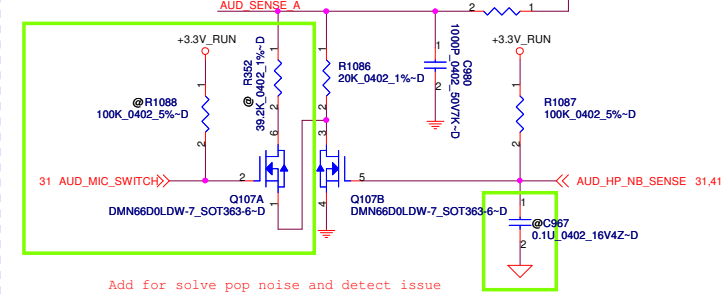 AUD_SENSE_A
2
1
+3.3V_RUN
+3.3V_RUN
1
@R1088
100K_0402_5%~D
2
1
@ R352
39.2K_0402_1%~D
2
1
R1086
20K_0402_1%~D
2
1
C980
1000P_0402_50V7K~D
2
1
R1087
100K_0402_5%~D
2
31 AUD_MIC_SWITCH
2
6
1
Q107A
DMN66D0LDW-7_SOT363-6~D
3
5
4
Q107B
DMN66D0LDW-7_SOT363-6~D
AUD_HP_NB_SENSE 31,41
1
@C967
0.1U_0402_16V4Z~D
2
Add for solve pop noise and detect issue